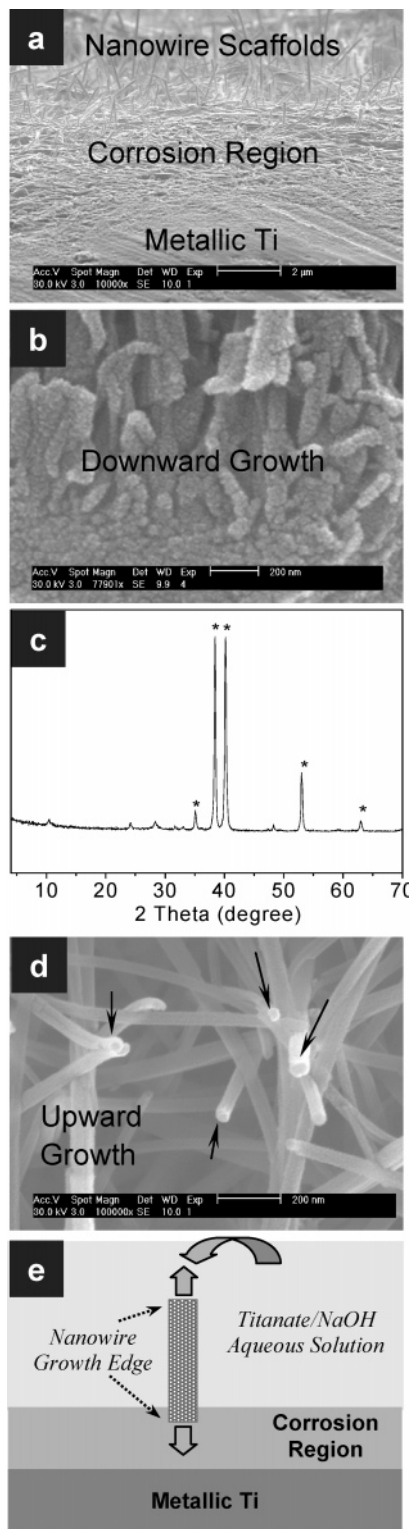 a
Nanowire Scaffolds
Corrosion Region
Metallic Ti
Acc.V Spot Magn Det WD Exp 2 µm
30.0 kV 3.0 10000x SE 10.0 1
b
Downward Growth
Acc.V Spot Magn Det WD Exp 200 nm
30.0 kV 3.0 77901x SE 9.9 4
c
* *
*
*
*
10 20 30 40 50 60 70
2 Theta (degree)
d
Upward
Growth
Acc.V Spot Magn Det WD Exp 200 nm
30.0 kV 3.0 100000x SE 10.0 1
e
Nanowire
Growth Edge
Titanate/NaOH
Aqueous Solution
Corrosion
Region
Metallic Ti